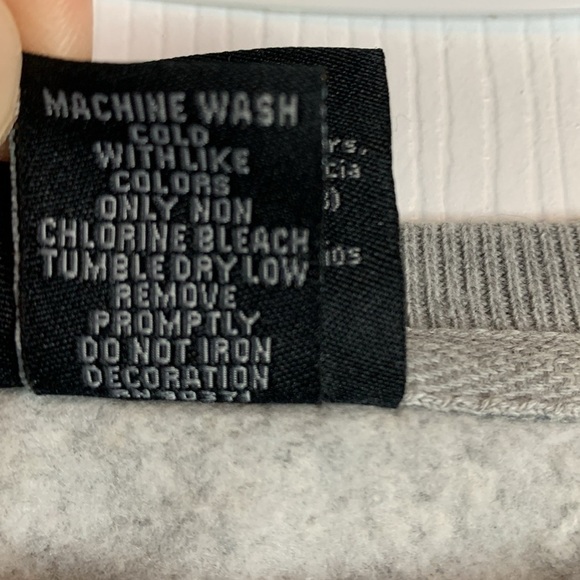 MACHINE WASH
COLD
WITH LIKE
COLORS
ONLY NON
CHLORINE BLEACH
TUMBLE DRY LOW
REMOVE
PROMPTLY
DO NOT IRON
DECORATION